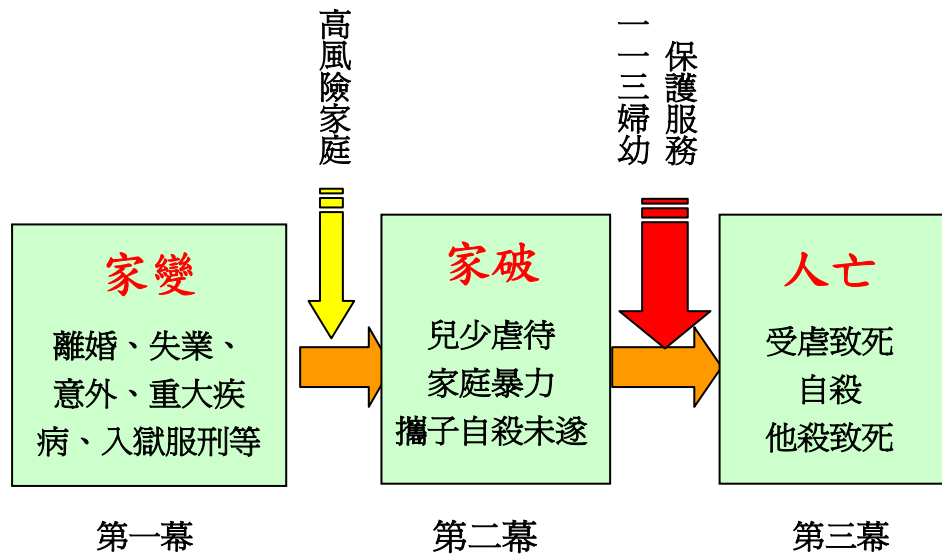 高風險家庭
一一三婦幼
保護服務
家變
離婚、失業、
意外、重大疾
病、入獄服刑等
家破
兒少虐待
家庭暴力
攜子自殺未遂
人亡
受虐致死
自殺
他殺致死
第一幕
第二幕
第三幕